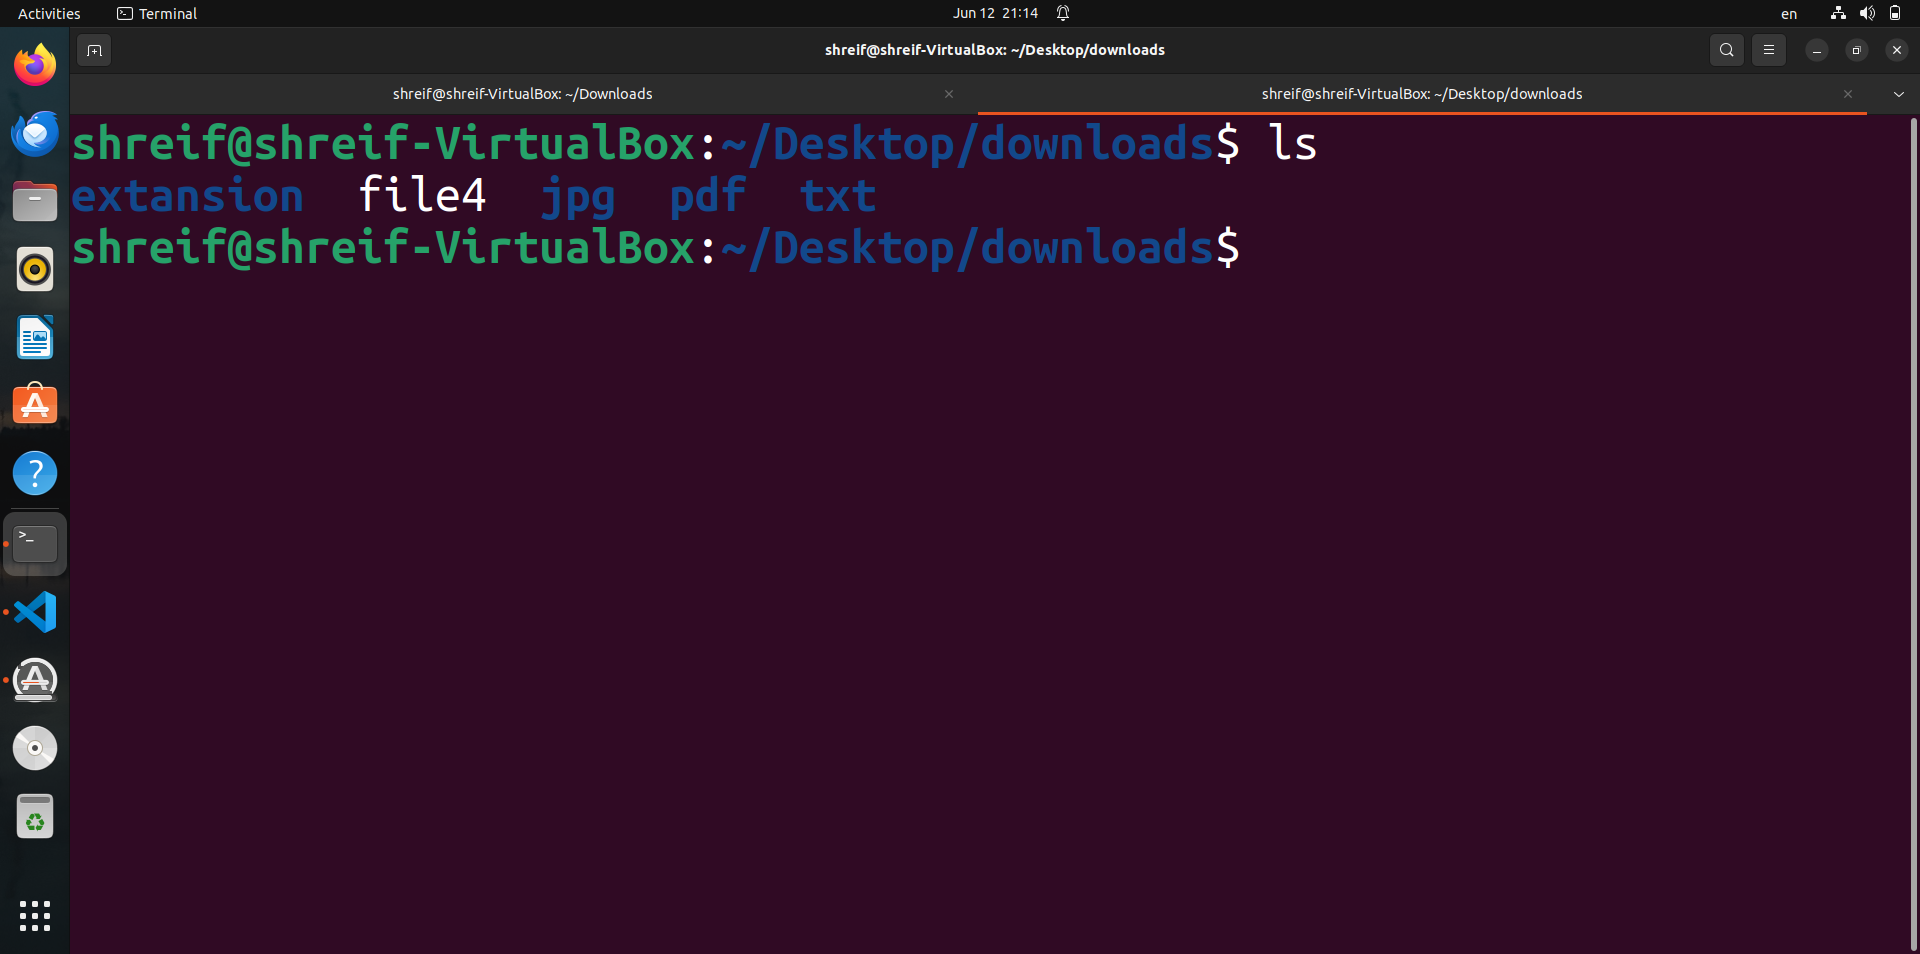 Activities Terminal Jun 12 21:14 en
shreif@shreif-VirtualBox: ~/Desktop/downloads
shreif@shreif-VirtualBox: ~/Downloads shreif@shreif-VirtualBox: ~/Desktop/downloads
shreif@shreif-VirtualBox:~/Desktop/downloads$ ls
extansion file4 jpg pdf txt
shreif@shreif-VirtualBox:~/Desktop/downloads$